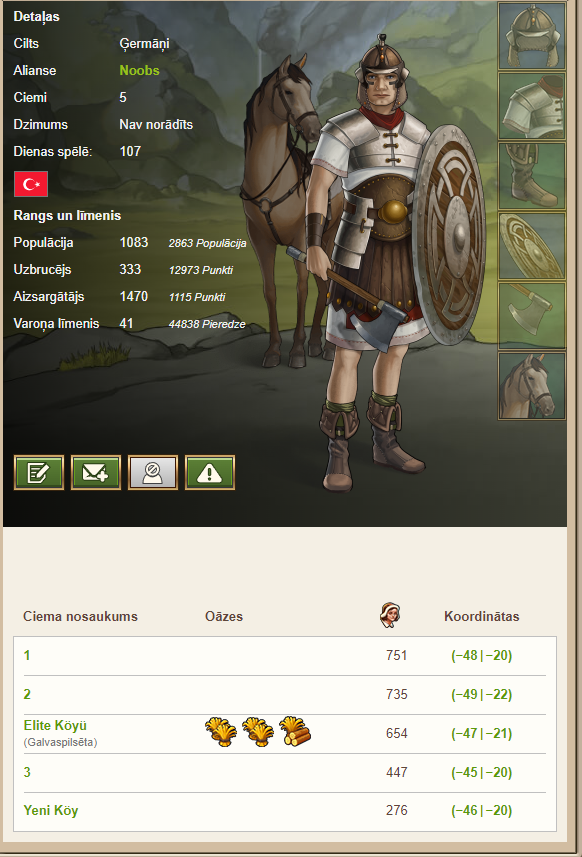 Detaļas
Cilts Ģermāņi
Alianse Noobs
Ciemi 5
Dzimums Nav norādīts
Dienas spēlē: 107
Rangs un līmenis
Populācija 1083 2863 Populācija
Uzbrucējs 333 12973 Punkti
Aizsargātājs 1470 1115 Punkti
Varoņa līmenis 41 44838 Pieredze
Ciema nosaukums Oāzes Koordinātas
1 751 (−48|−20)
2 735 (−49|−22)
Elite Köyü
(Galvaspilsēta) 654 (−47|−21)
3 447 (−45|−20)
Yeni Köy 276 (−46|−20)